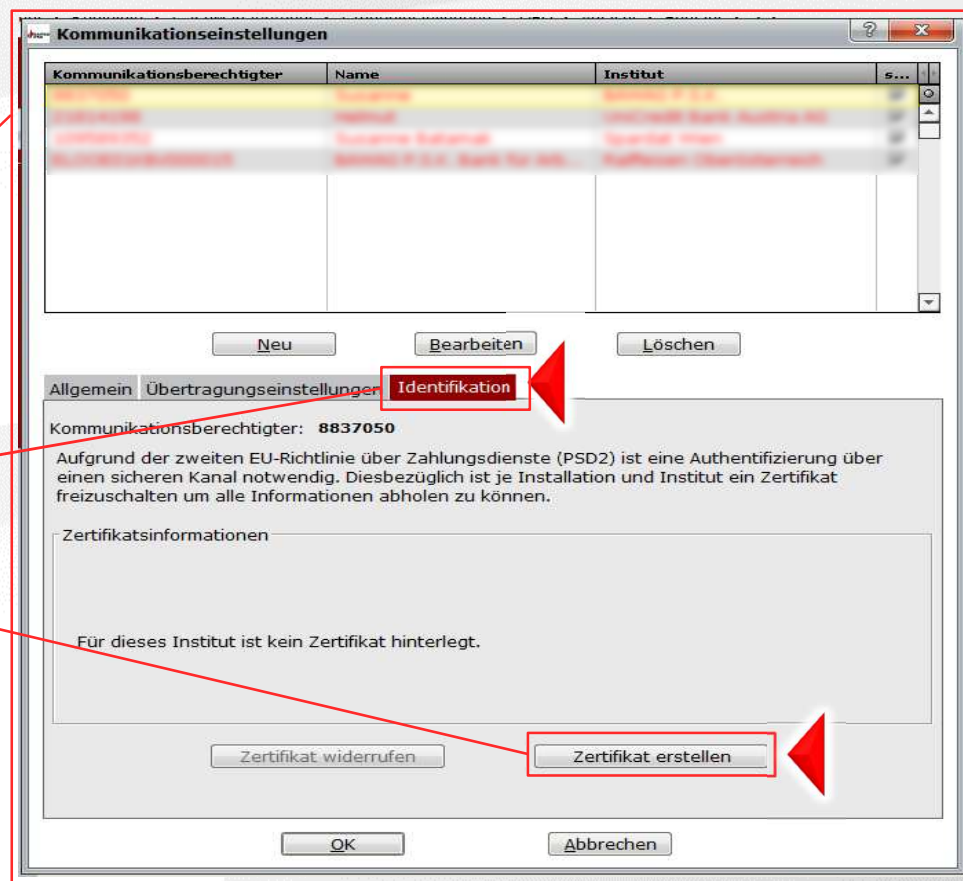 Kommunikationseinstellungen
Kommunikationsberechtigter Name Institut s...
Neu Bearbeiten Löschen
Allgemein Übertragungseinstellungen Identifikation
Kommunikationsberechtigter: 8837050
Aufgrund der zweiten EU-Richtlinie über Zahlungsdienste (PSD2) ist eine Authentifizierung über
einen sicheren Kanal notwendig. Diesbezüglich ist je Installation und Institut ein Zertifikat
freizuschalten um alle Informationen abholen zu können.
Zertifikatsinformationen
Für dieses Institut ist kein Zertifikat hinterlegt.
Zertifikat widerrufen Zertifikat erstellen
OK Abbrechen